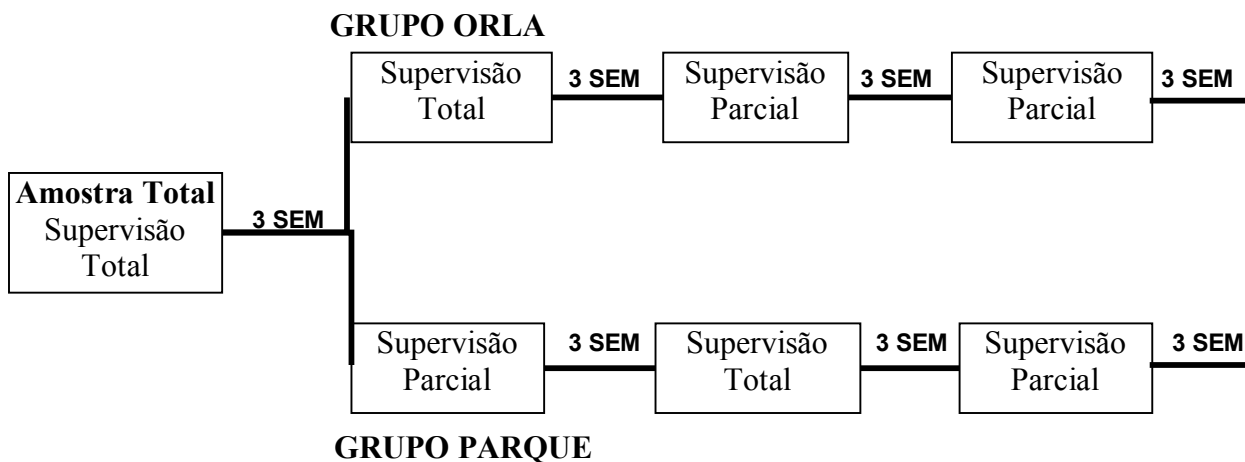 GRUPO ORLA
Supervisão
Total
3 SEM
Supervisão
Parcial
3 SEM
Supervisão
Parcial
3 SEM
Amostra Total
Supervisão
Total
3 SEM
Supervisão
Parcial
3 SEM
Supervisão
Total
3 SEM
Supervisão
Parcial
3 SEM
GRUPO PARQUE